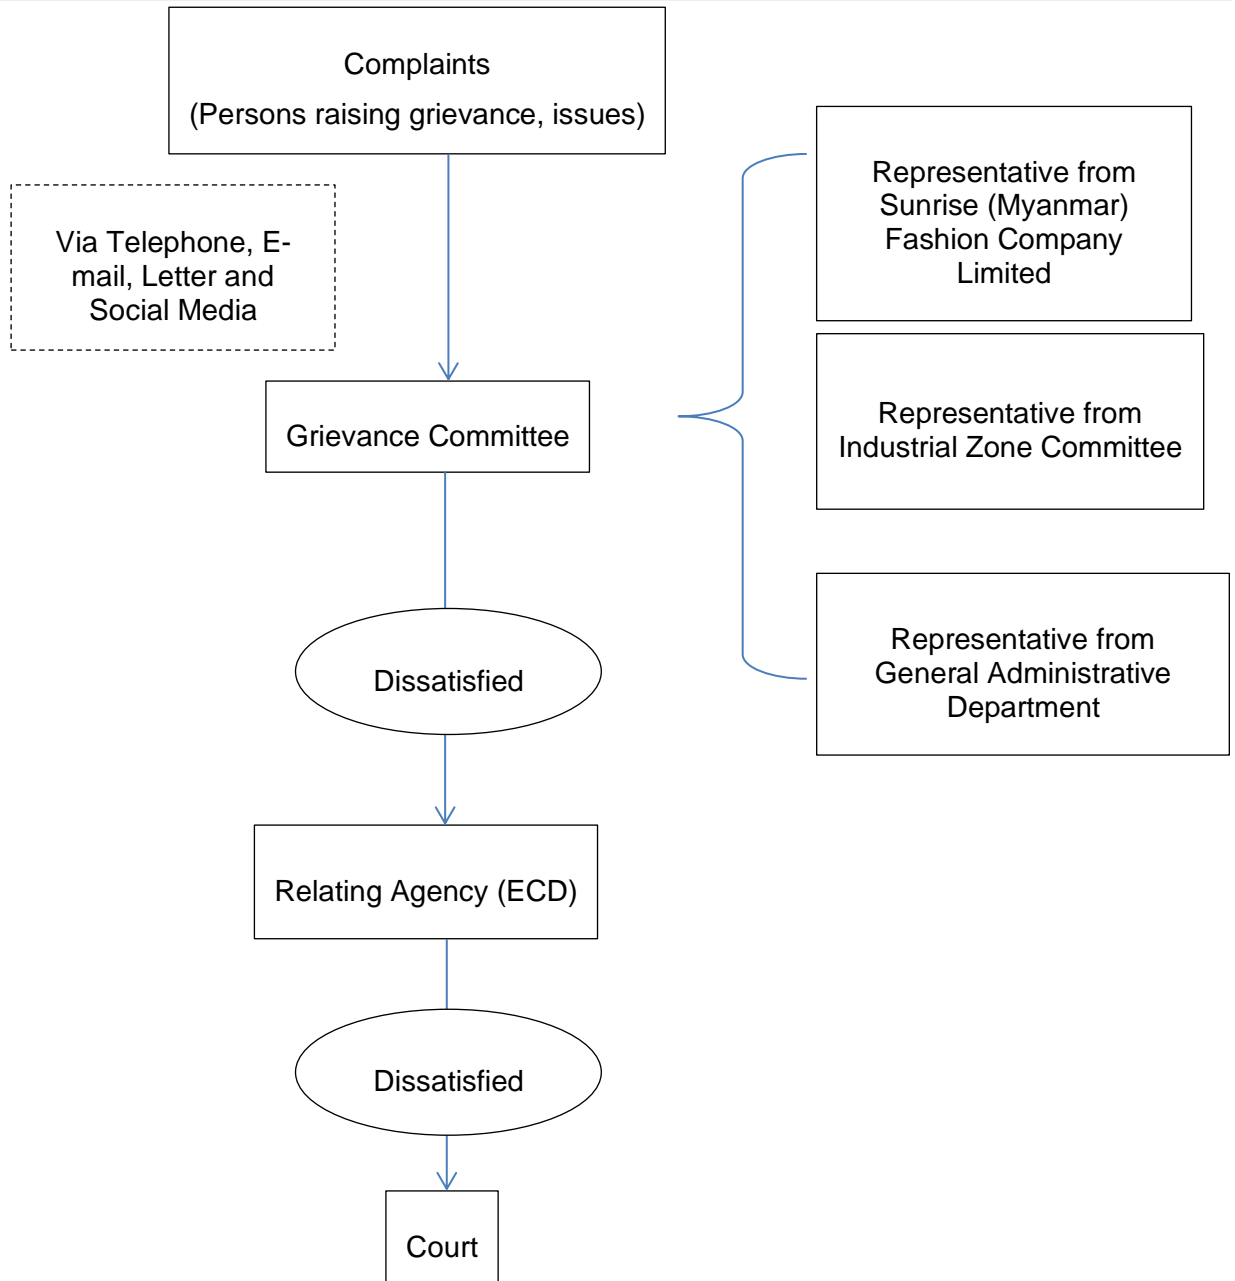 Complaints
(Persons raising grievance, issues)
Via Telephone, E-
mail, Letter and
Social Media
Grievance Committee
Representative from
Sunrise (Myanmar)
Fashion Company
Limited
Representative from
Industrial Zone Committee
Representative from
General Administrative
Department
Dissatisfied
Relating Agency (ECD)
Dissatisfied
Court